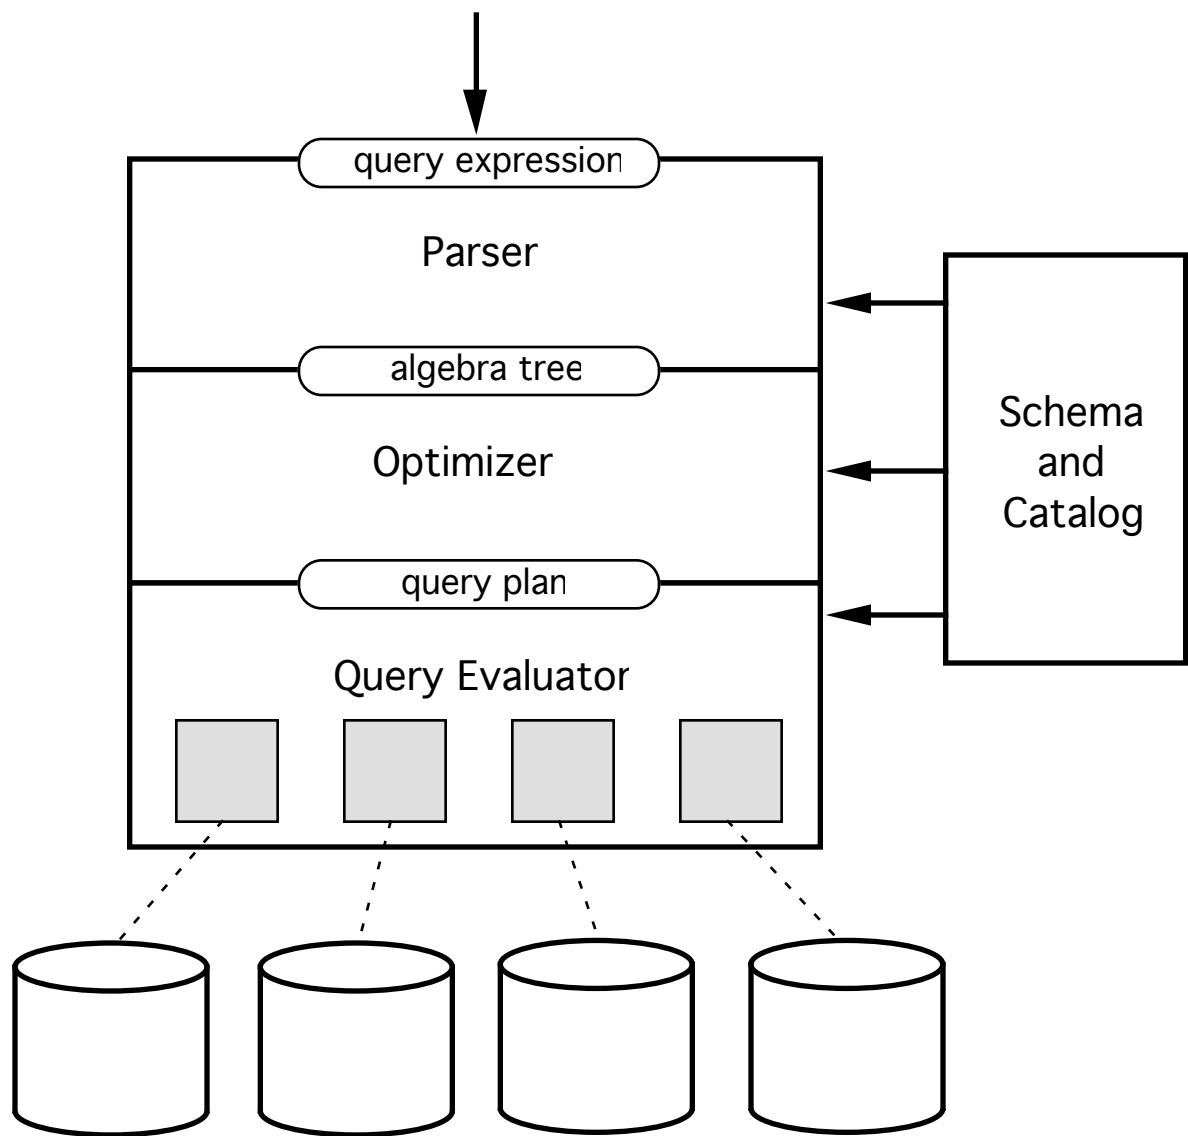 query expression
Parser
algebra tree
Optimizer
query plan
Query Evaluator
Schema
and
Catalog